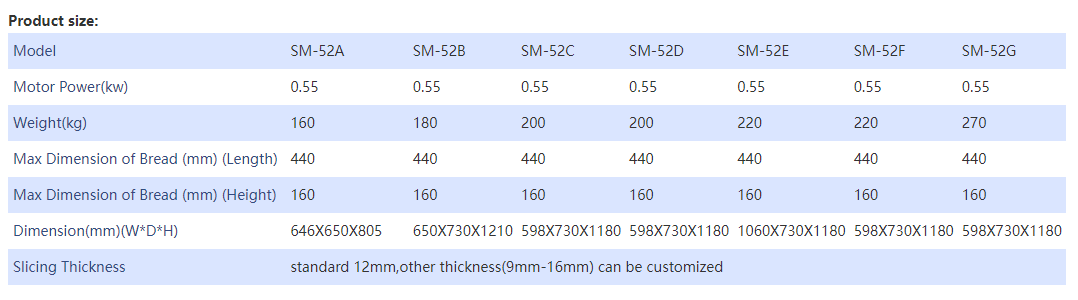 Product size:
Model SM-52A SM-52B SM-52C SM-52D SM-52E SM-52F SM-52G
Motor Power(kw) 0.55 0.55 0.55 0.55 0.55 0.55 0.55
Weight(kg) 160 180 200 200 220 220 270
Max Dimension of Bread (mm) (Length) 440 440 440 440 440 440 440
Max Dimension of Bread (mm) (Height) 160 160 160 160 160 160 160
Dimension(mm)(W*D*H) 646X650X805 650X730X1210 598X730X1180 598X730X1180 1060X730X1180 598X730X1180 598X730X1180
Slicing Thickness standard 12mm,other thickness(9mm-16mm) can be customized